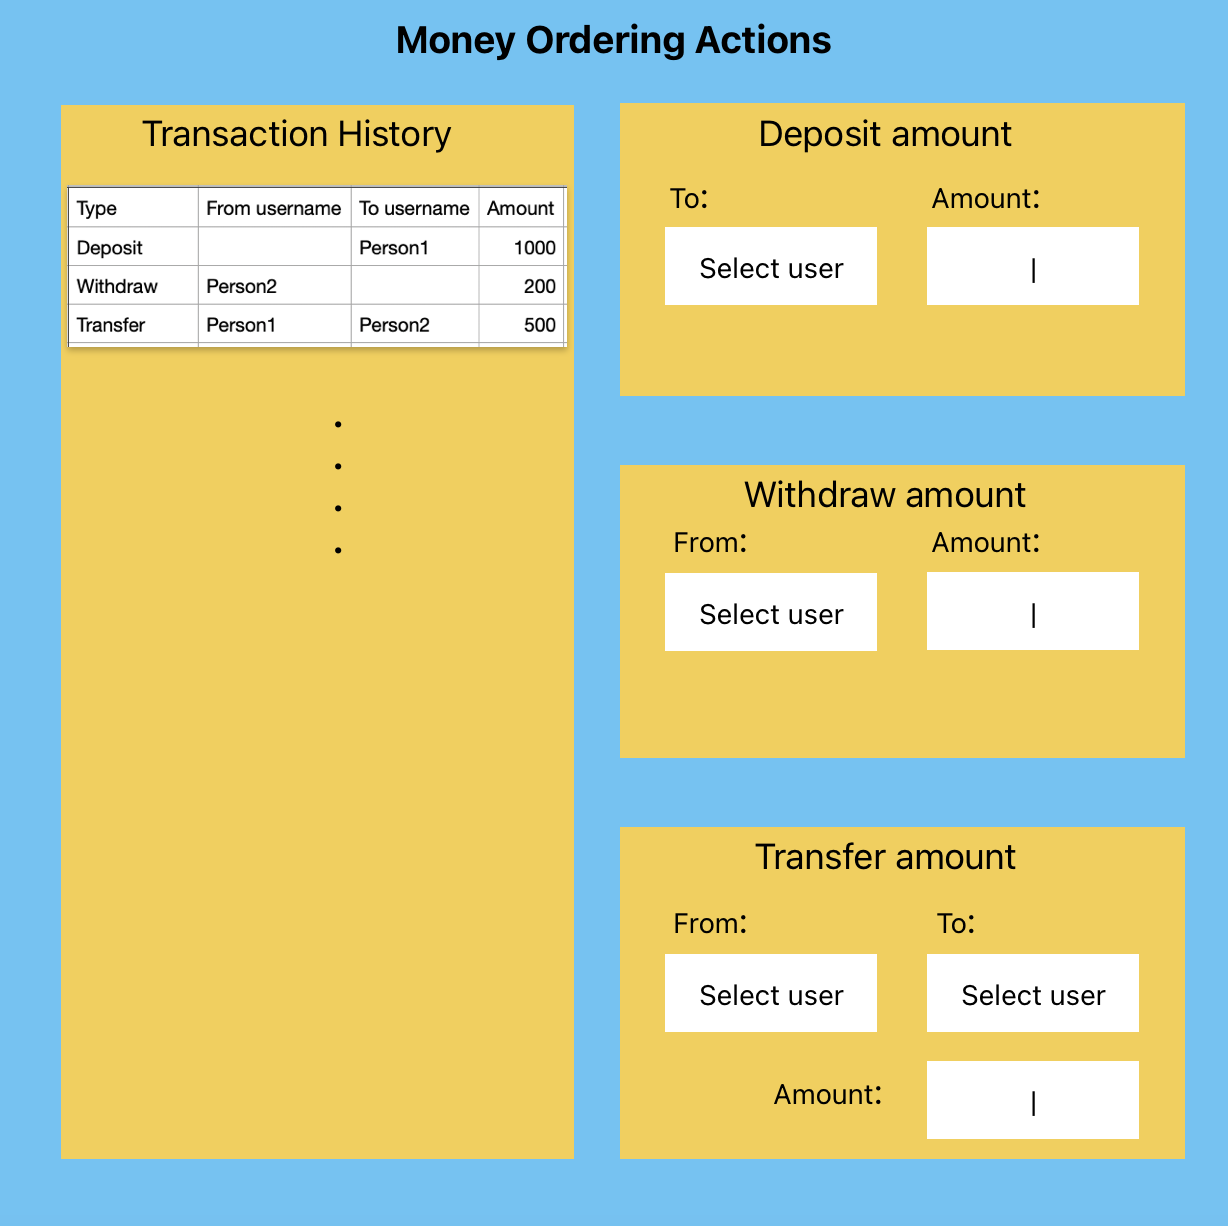 Money Ordering Actions
Transaction History
Type From username To username Amount
Deposit Person1 1000
Withdraw Person2 200
Transfer Person1 Person2 500
Deposit amount
To: Amount:
Select user |
Withdraw amount
From: Amount:
Select user |
Transfer amount
From: To:
Select user Select user
Amount: |